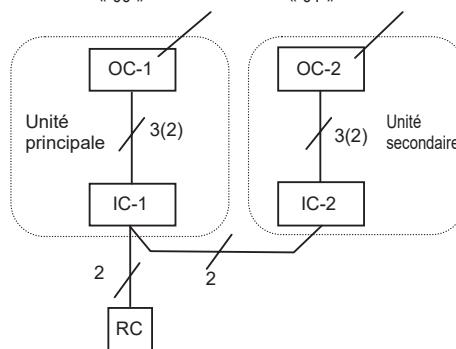 OC-1
OC-2
Unité
principale
3(2)
3(2)
Unité
secondaire
IC-1
IC-2
2
2
RC